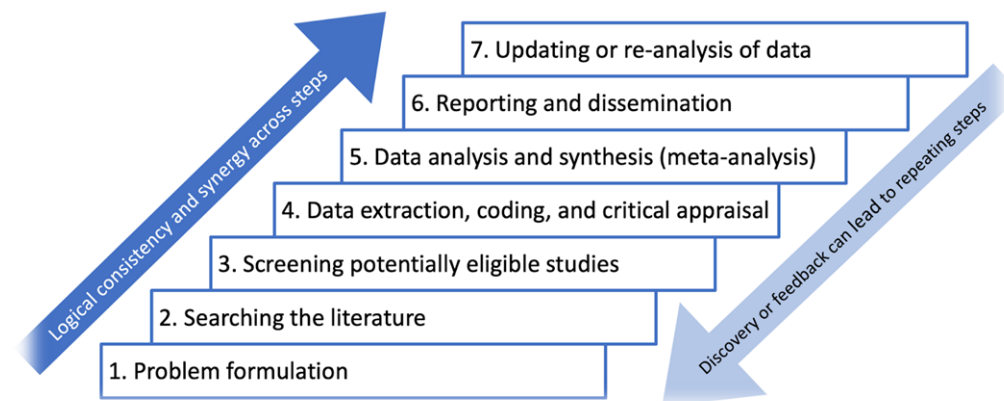 7. Updating or re-analysis of data
6. Reporting and dissemination
5. Data analysis and synthesis (meta-analysis)
4. Data extraction, coding, and critical appraisal
3. Screening potentially eligible studies
2. Searching the literature
1. Problem formulation
Logical consistency and synergy across steps
Discovery or feedback can lead to repeating steps